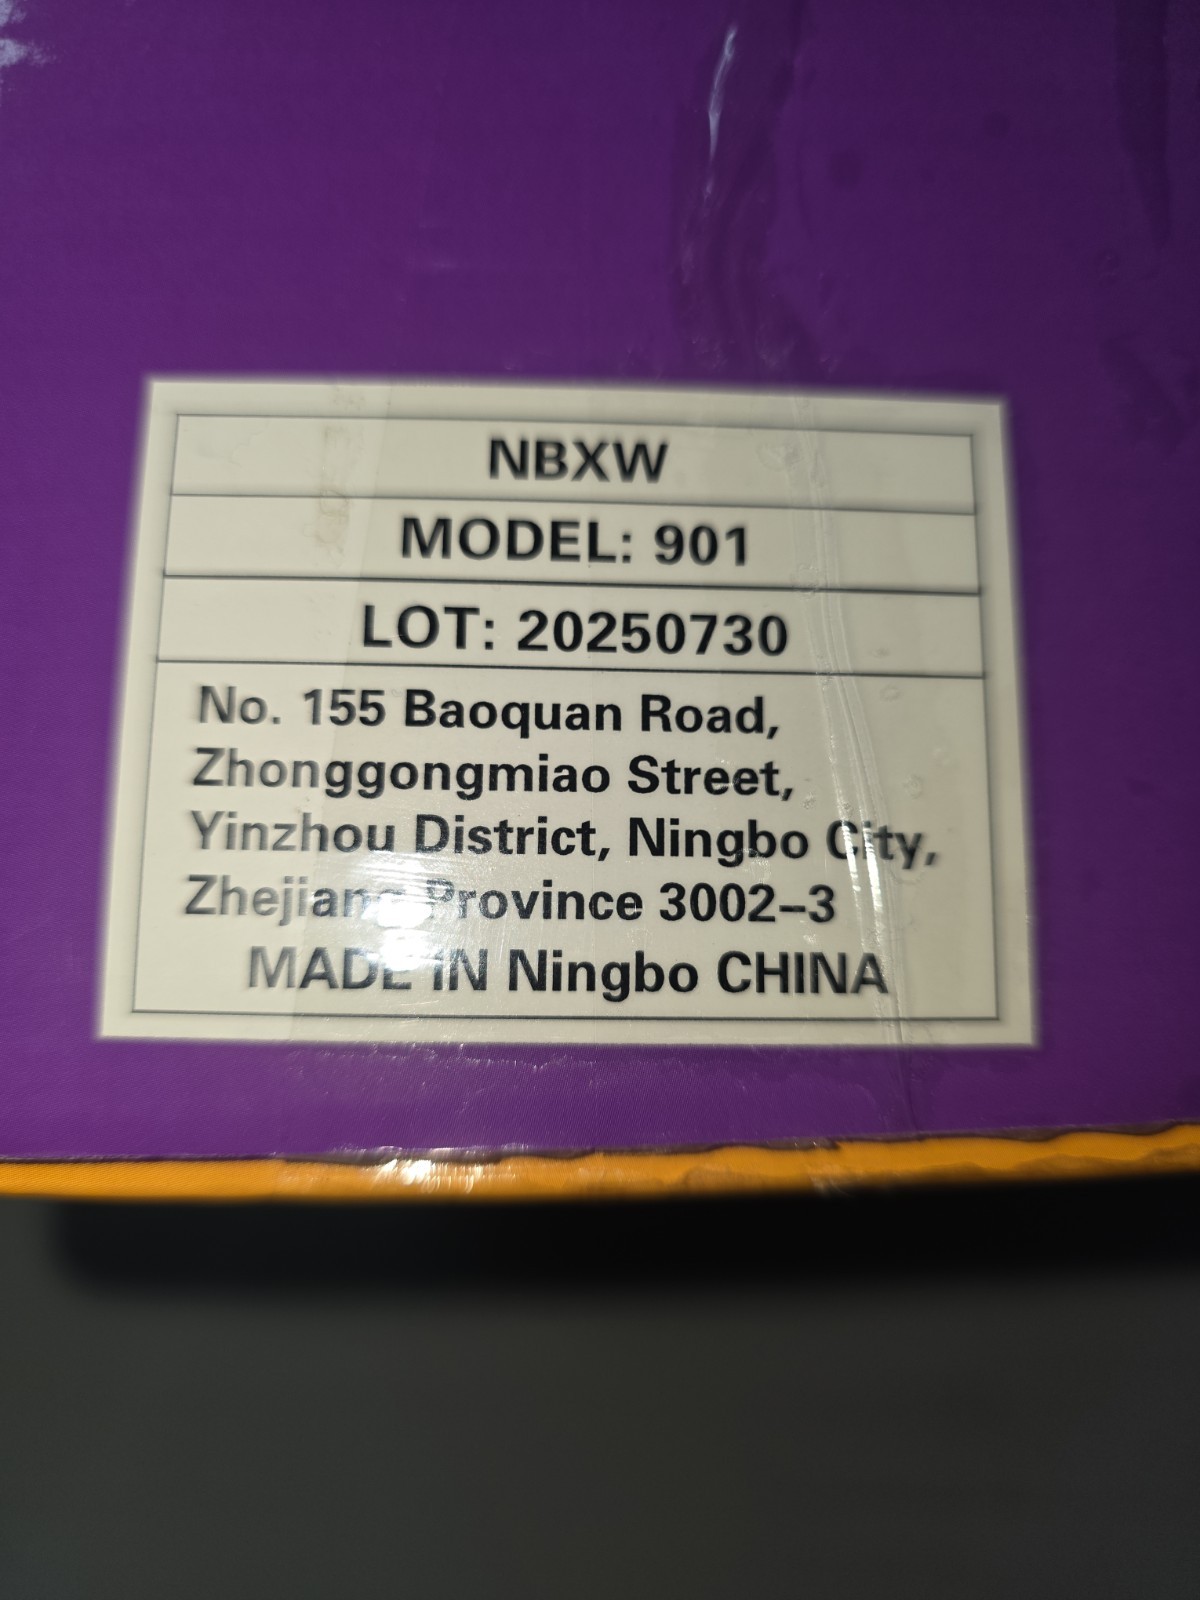 NBXW
MODEL: 901
LOT: 20250730
No. 155 Baoquan Road,
Zhonggongmiao Street,
Yinzhou District, Ningbo City,
Zhejiang Province 3002–3
MADE IN Ningbo CHINA